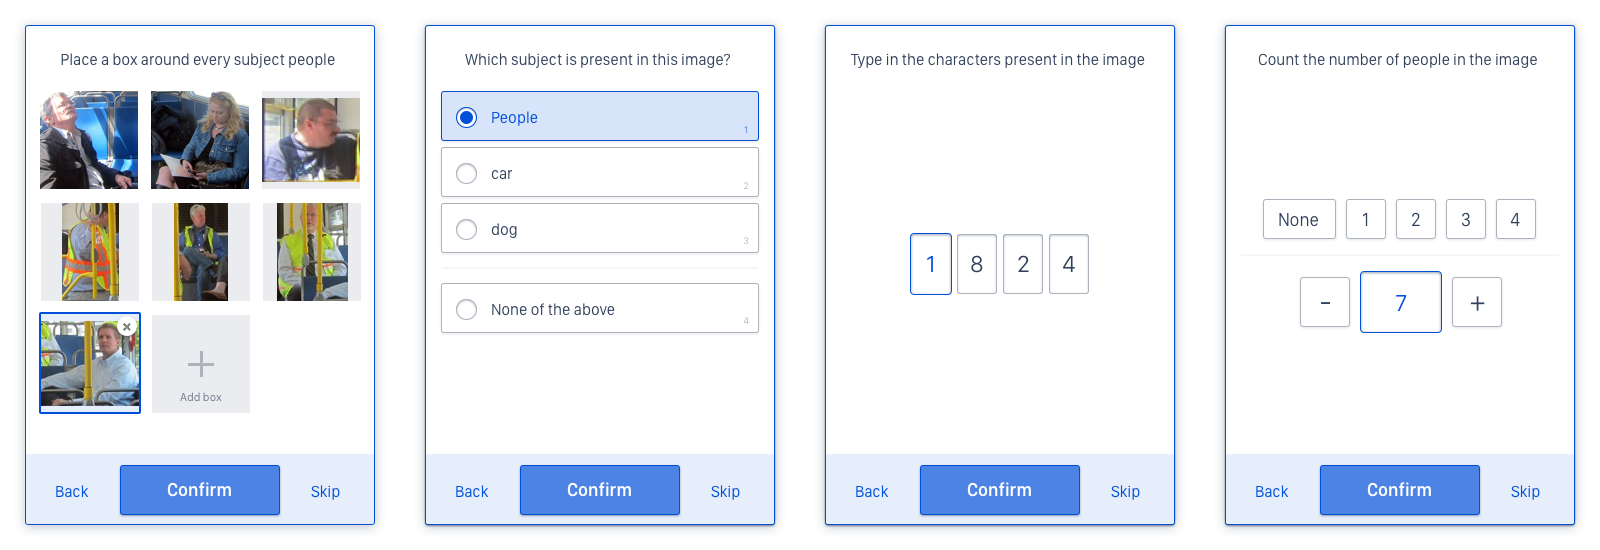 Place a box around every subject people
Add box
Back
Confirm
Skip
Which subject is present in this image?
People
1
car
2
dog
3
None of the above
4
Back
Confirm
Skip
Type in the characters present in the image
1 8 2 4
Back
Confirm
Skip
Count the number of people in the image
None 1 2 3 4
- 7 +
Back
Confirm
Skip